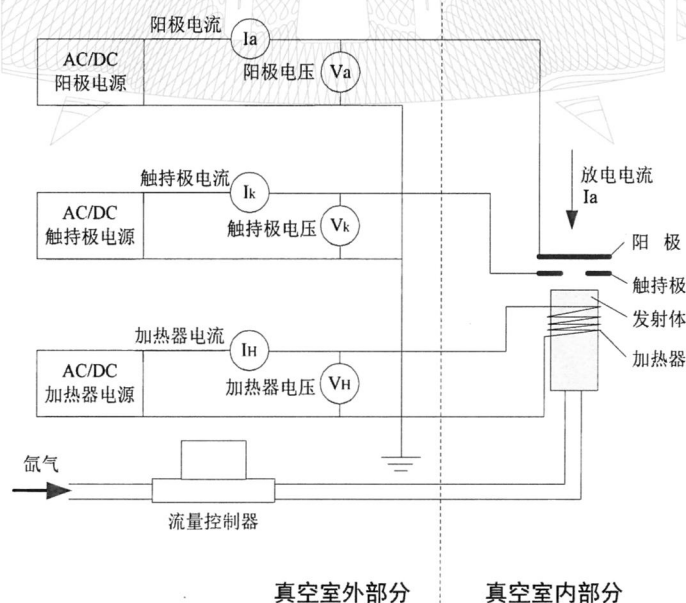 阳极电流
Ia
AC/DC
阳极电源
阳极电压
Va
触持极电流
Ik
AC/DC
触持极电源
触持极电压
Vk
放电电流
Ia
阳 极
触持极
发射体
加热器
加热器电流
IH
AC/DC
加热器电源
加热器电压
VH
氙气
流量控制器
真空室外部分
真空室内部分